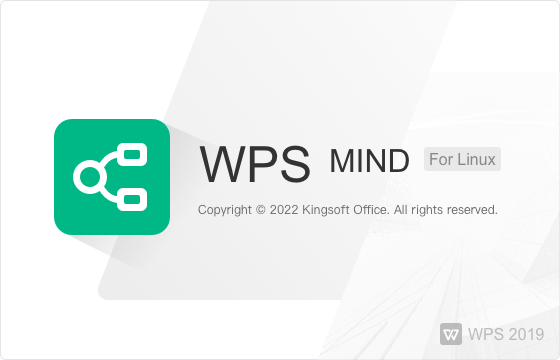 WPS MIND For Linux
Copyright © 2022 Kingsoft Office. All rights reserved.
WPS 2019